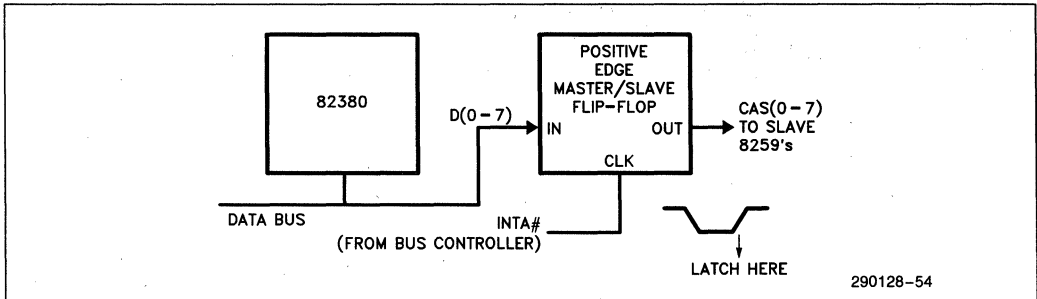 82380
POSITIVE
EDGE
MASTER/SLAVE
FLIP-FLOP
D(0-7)
IN
OUT
CLK
CAS(0-7)
TO SLAVE
8259's
DATA BUS
INTA#
(FROM BUS CONTROLLER)
LATCH HERE
290128-54